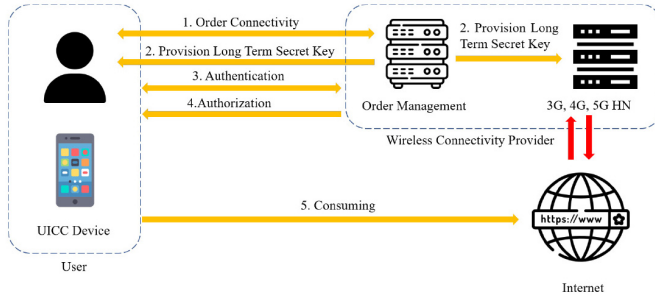 1. Order Connectivity
2. Provision Long Term Secret Key
3. Authentication
4.Authorization
2. Provision Long
Term Secret Key
Order Management
3G, 4G, 5G HN
Wireless Connectivity Provider
5. Consuming
https://www
UICC Device
User
Internet